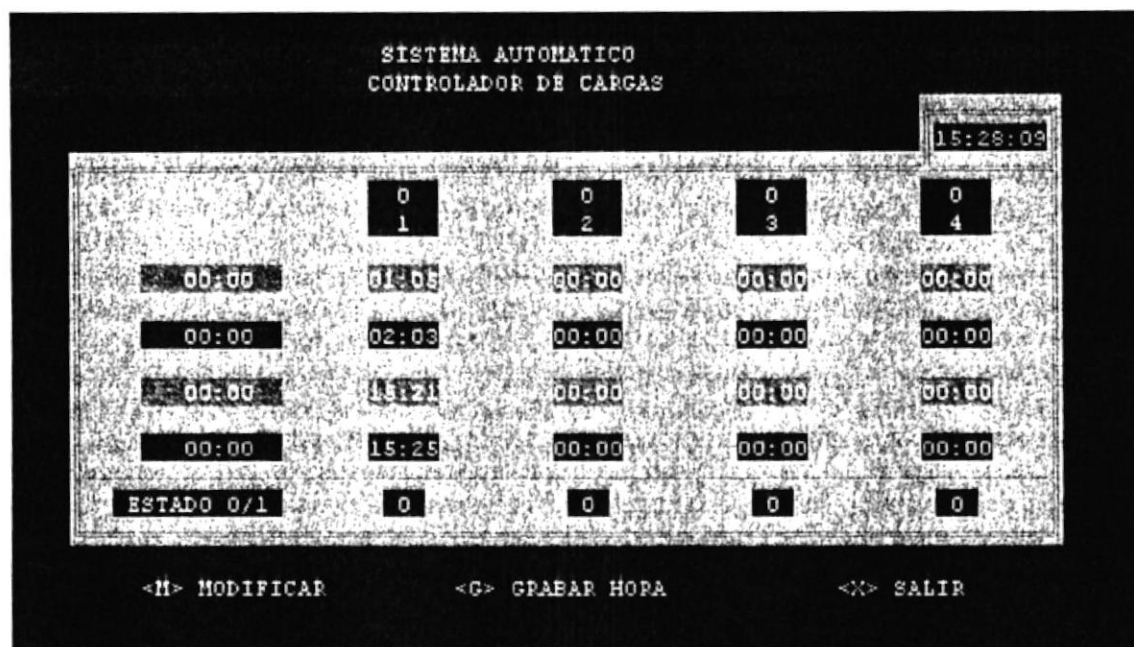 SISTEMA AUTOMATICO
CONTROLADOR DE CARGAS
15:28:09
0 0 0 0
1 2 3 4
00:00 01:05 00:00 00:00 00:00
00:00 02:03 00:00 00:00 00:00
00:00 00:00 00:00 00:00
00:00 15:25 00:00 00:00 00:00
ESTADO 0/1 0 0 0 0
<M> MODIFICAR <G> GRABAR HORA <X> SALIR